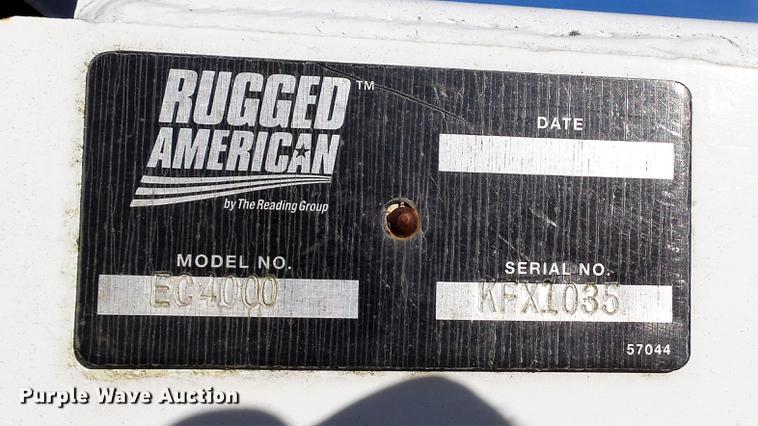 RUGGED™
AMERICAN
by The Reading Group
MODEL NO.
EC4000
DATE
SERIAL NO.
KFX1035
57044
Purple Wave Auction